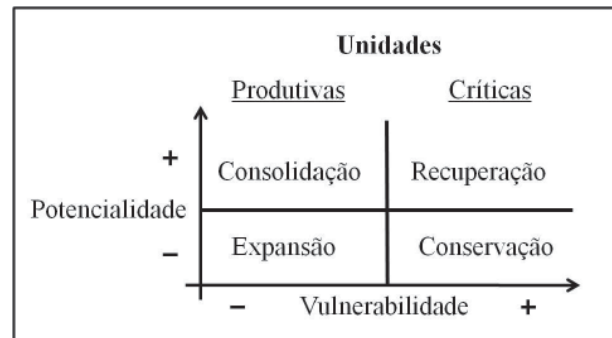 Unidades
Produtivas Críticas
+ Consolidação Recuperação
Potencialidade
− Expansão Conservação
− Vulnerabilidade +